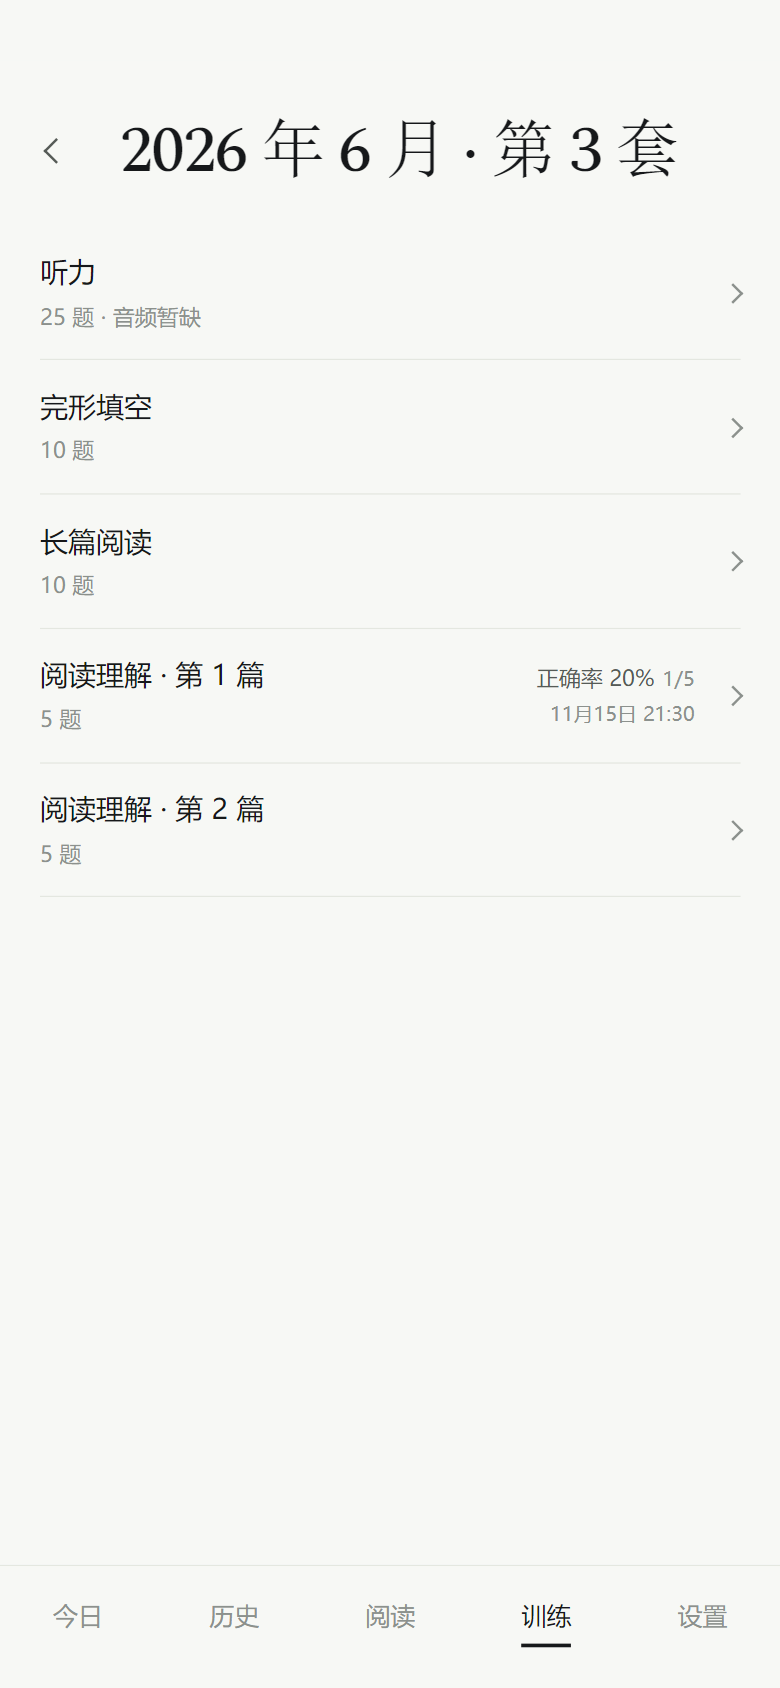 2026 年 6 月 · 第 3 套
听力
25 题 · 音频暂缺
完形填空
10 题
长篇阅读
10 题
阅读理解 · 第 1 篇
5 题
正确率 20% 1/5
11月15日 21:30
阅读理解 · 第 2 篇
5 题
今日 历史 阅读 训练 设置